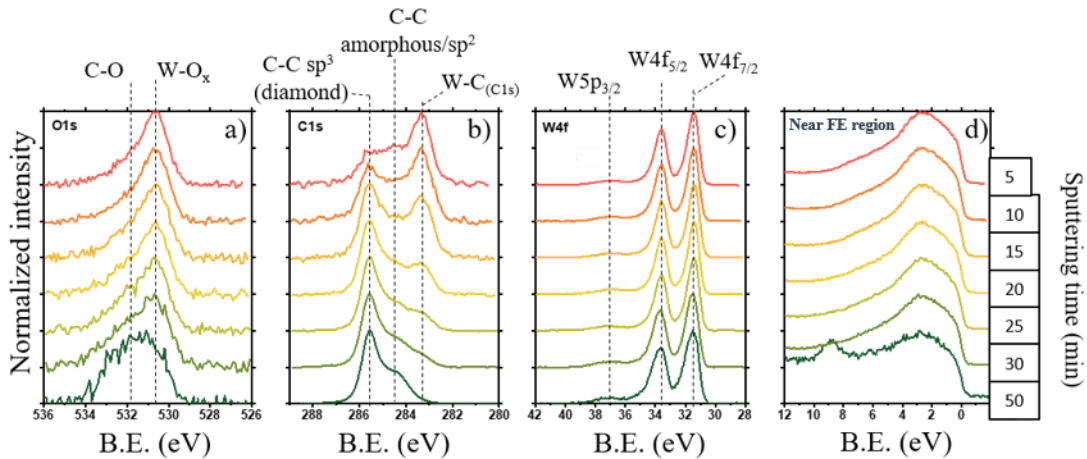 C-C
amorphous/sp²
C-C sp³
(diamond)
C-O
W-Oₓ
W-C(C1s)
W5p3/2
W4f5/2
W4f7/2
O1s
a)
C1s
b)
W4f
c)
Near FE region
d)
Normalized intensity
536 534 532 530 528 526
288 286 284 282 280
42 40 38 36 34 32 30 28
12 10 8 6 4 2 0
B.E. (eV)
B.E. (eV)
B.E. (eV)
B.E. (eV)
5
10
15
20
25
30
50
Sputtering time (min)